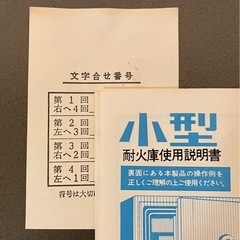 文字合せ番号
第1回
右へ4回
第2回
左へ3回
第3回
右へ2回
第4回
左へ1回
符号は大切
小型
耐火庫使用説明書
裏面にある本製品の操作例を
正しくご理解の上ご使用ください。